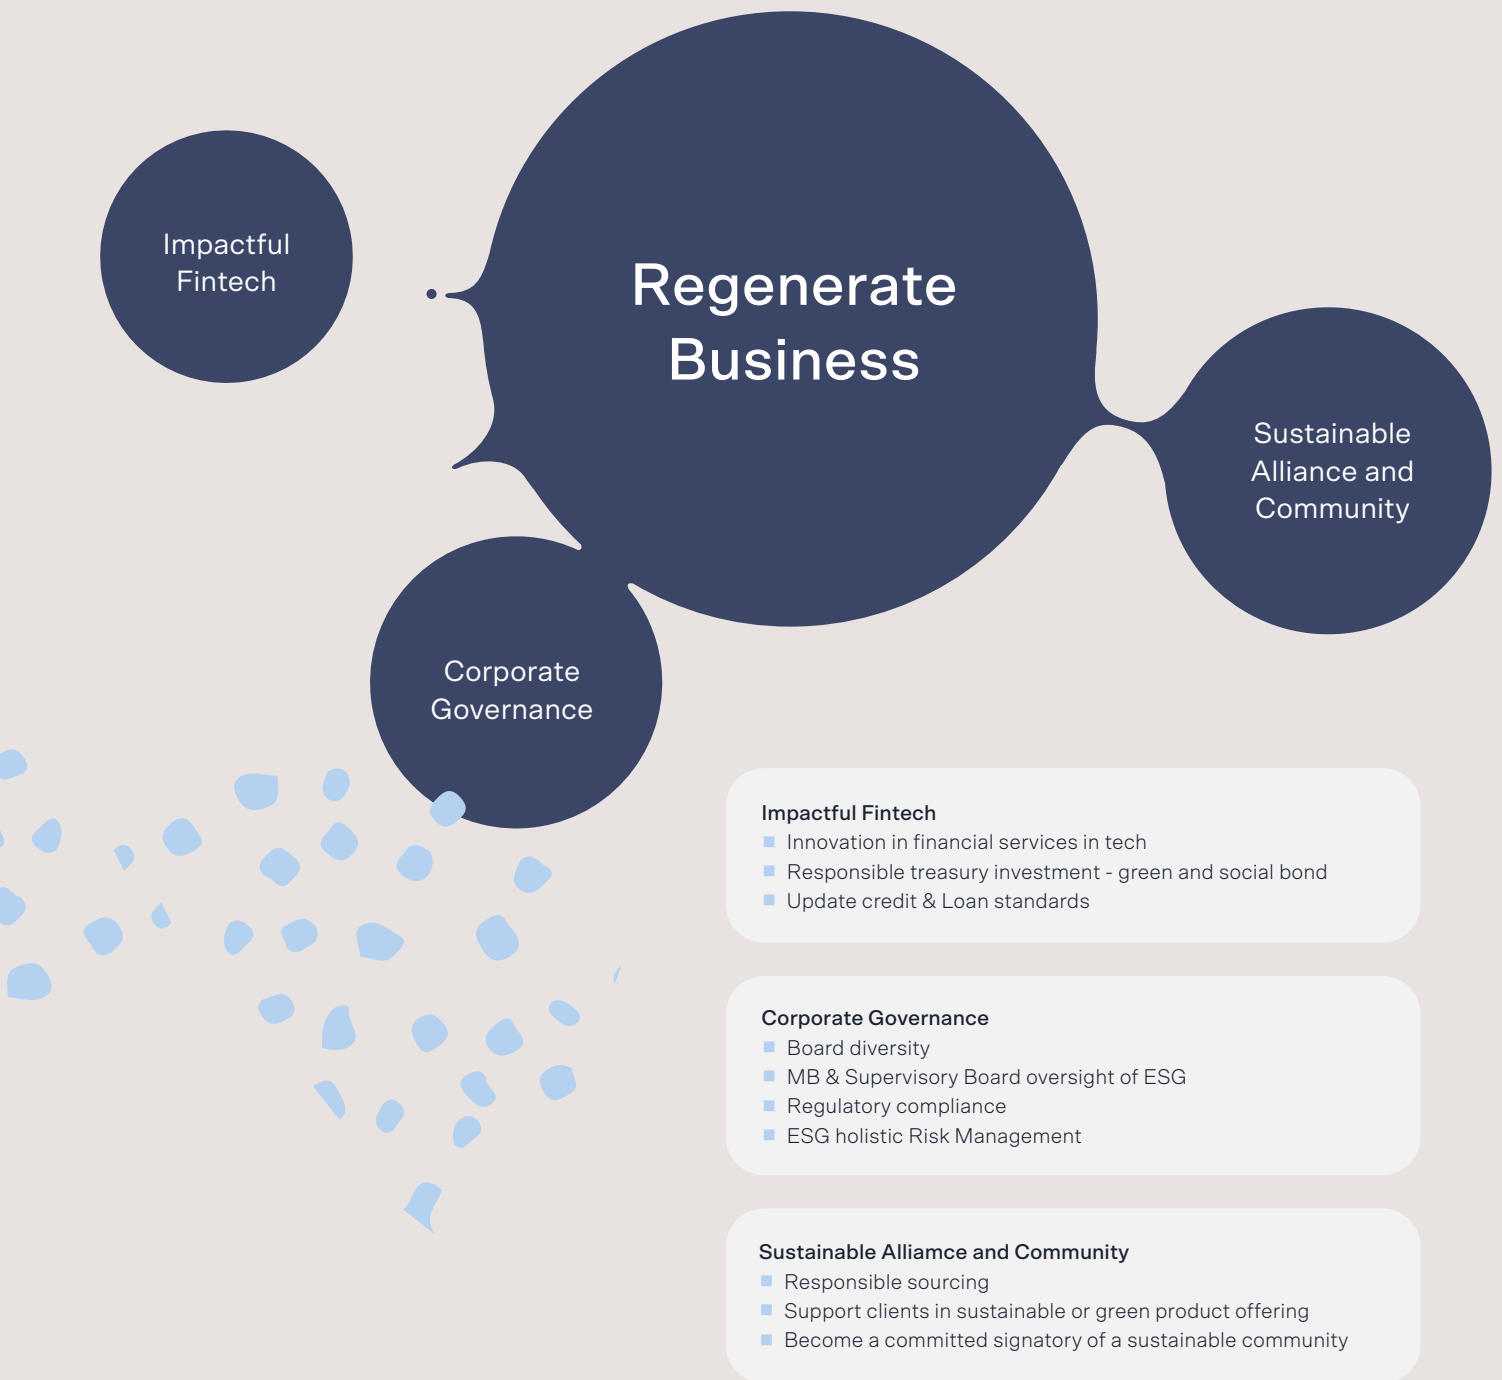 Impactful
Fintech
Regenerate
Business
Sustainable
Alliance and
Community
Corporate
Governance
Impactful Fintech
Innovation in financial services in tech
Responsible treasury investment - green and social bond
Update credit & Loan standards
Corporate Governance
Board diversity
MB & Supervisory Board oversight of ESG
Regulatory compliance
ESG holistic Risk Management
Sustainable Alliamce and Community
Responsible sourcing
Support clients in sustainable or green product offering
Become a committed signatory of a sustainable community